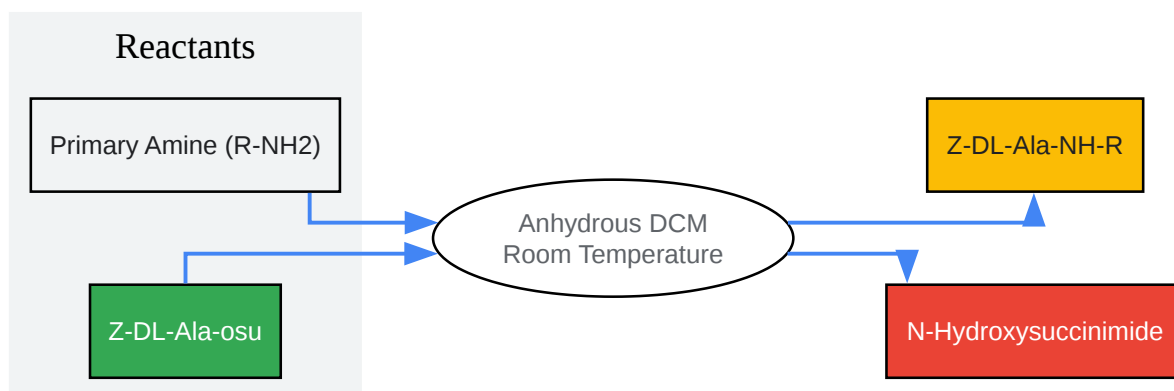 Reactants
Primary Amine (R-NH2)
Z-DL-Ala-osu
Anhydrous DCM
Room Temperature
Z-DL-Ala-NH-R
N-Hydroxysuccinimide